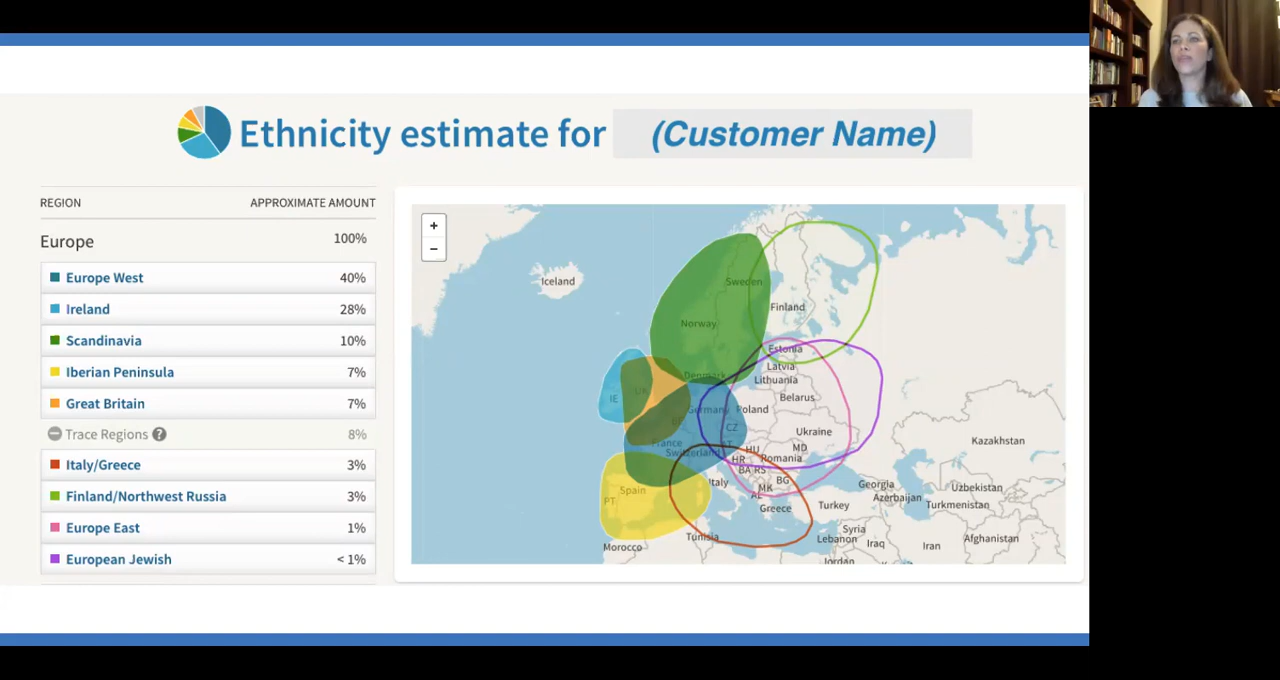 Ethnicity estimate for (Customer Name)
REGION APPROXIMATE AMOUNT
Europe 100%
Europe West 40%
Ireland 28%
Scandinavia 10%
Iberian Peninsula 7%
Great Britain 7%
Trace Regions ? 8%
Italy/Greece 3%
Finland/Northwest Russia 3%
Europe East 1%
European Jewish < 1%
+
−
Iceland
Sweden
Finland
Norway
Estonia
Latvia
Denmark
Lithuania
UK
IE
Belarus
Germany
Poland
BE
CZ
Ukraine
France
AT
HU
MD
Kazakhstan
Switzerland
HR
Romania
BA
RS
Italy
BG
Georgia
Uzbekistan
Spain
MK
Azerbaijan
PT
AL
Greece
Turkey
Turkmenistan
Syria
Tunisia
Lebanon
Iraq
Iran
Afghanistan
Morocco
Jordan